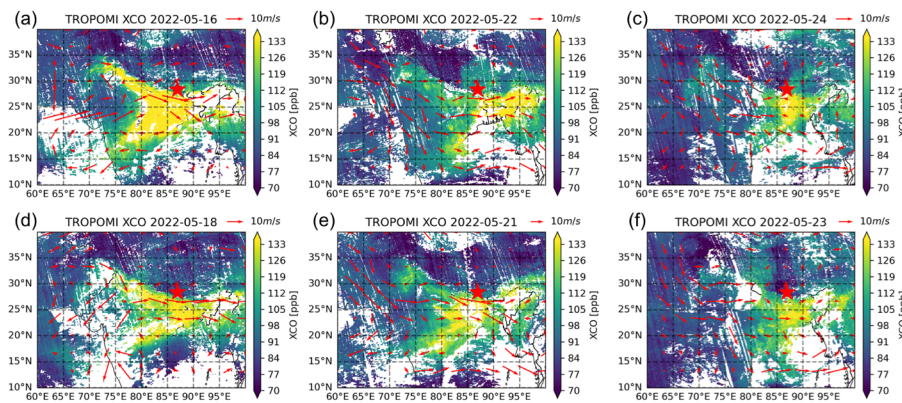 (a) TROPOMI XCO 2022-05-16 10m/s
(b) TROPOMI XCO 2022-05-22 10m/s
(c) TROPOMI XCO 2022-05-24 10m/s
35°N 30°N 25°N 20°N 15°N 10°N
60°E 65°E 70°E 75°E 80°E 85°E 90°E 95°E
133 126 119 112 105 98 91 84 77 70
XCO [ppb]
35°N 30°N 25°N 20°N 15°N 10°N
60°E 65°E 70°E 75°E 80°E 85°E 90°E 95°E
133 126 119 112 105 98 91 84 77 70
XCO [ppb]
35°N 30°N 25°N 20°N 15°N 10°N
60°E 65°E 70°E 75°E 80°E 85°E 90°E 95°E
133 126 119 112 105 98 91 84 77 70
XCO [ppb]
(d) TROPOMI XCO 2022-05-18 10m/s
(e) TROPOMI XCO 2022-05-21 10m/s
(f) TROPOMI XCO 2022-05-23 10m/s
35°N 30°N 25°N 20°N 15°N 10°N
60°E 65°E 70°E 75°E 80°E 85°E 90°E 95°E
133 126 119 112 105 98 91 84 77 70
XCO [ppb]
35°N 30°N 25°N 20°N 15°N 10°N
60°E 65°E 70°E 75°E 80°E 85°E 90°E 95°E
133 126 119 112 105 98 91 84 77 70
XCO [ppb]
35°N 30°N 25°N 20°N 15°N 10°N
60°E 65°E 70°E 75°E 80°E 85°E 90°E 95°E
133 126 119 112 105 98 91 84 77 70
XCO [ppb]